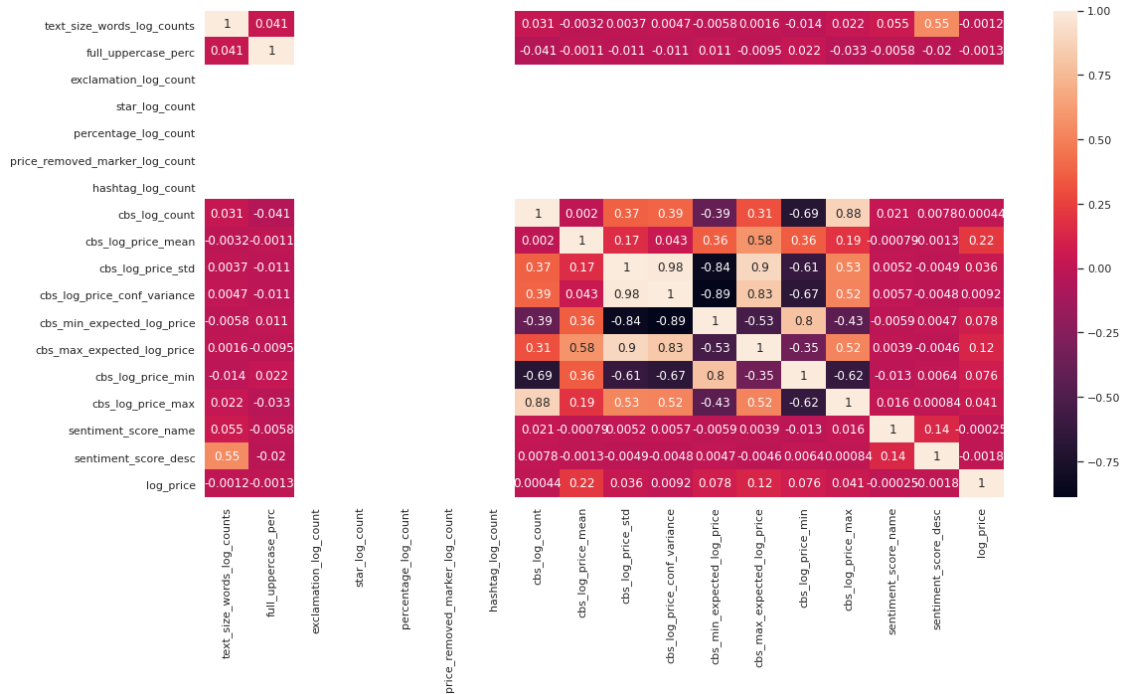 text_size_words_log_counts 1 0.041 0.031 -0.0032 0.0037 0.0047 -0.0058 0.0016 -0.014 0.022 0.055 0.55 -0.0012
full_uppercase_perc 0.041 1 -0.041 -0.0011 -0.011 -0.011 0.011 -0.0095 0.022 -0.033 -0.0058 -0.02 -0.0013
exclamation_log_count
star_log_count
percentage_log_count
price_removed_marker_log_count
hashtag_log_count
cbs_log_count 0.031 -0.041 1 0.002 0.37 0.39 -0.39 0.31 -0.69 0.88 0.021 0.0078 0.00044
cbs_log_price_mean -0.0032 -0.0011 0.002 1 0.17 0.043 0.36 0.58 0.36 0.19 -0.00079 -0.0013 0.22
cbs_log_price_std 0.0037 -0.011 0.37 0.17 1 0.98 -0.84 0.9 -0.61 0.53 0.0052 -0.0049 0.036
cbs_log_price_conf_variance 0.0047 -0.011 0.39 0.043 0.98 1 -0.89 0.83 -0.67 0.52 0.0057 -0.0048 0.0092
cbs_min_expected_log_price -0.0058 0.011 -0.39 0.36 -0.84 -0.89 1 -0.53 0.8 -0.43 -0.0059 0.0047 0.078
cbs_max_expected_log_price 0.0016 -0.0095 0.31 0.58 0.9 0.83 -0.53 1 -0.35 0.52 0.0039 -0.0046 0.12
cbs_log_price_min -0.014 0.022 -0.69 0.36 -0.61 -0.67 0.8 -0.35 1 -0.62 -0.013 0.0064 0.076
cbs_log_price_max 0.022 -0.033 0.88 0.19 0.53 0.52 -0.43 0.52 -0.62 1 0.016 0.00084 0.041
sentiment_score_name 0.055 -0.0058 0.021 -0.00079 0.0052 0.0057 -0.0059 0.0039 -0.013 0.016 1 0.14 -0.00025
sentiment_score_desc 0.55 -0.02 0.0078 -0.0013 -0.0049 -0.0048 0.0047 -0.0046 0.0064 0.00084 0.14 1 -0.0018
log_price -0.0012 -0.0013 0.00044 0.22 0.036 0.0092 0.078 0.12 0.076 0.041 -0.00025 -0.0018 1
text_size_words_log_counts
full_uppercase_perc
exclamation_log_count
star_log_count
percentage_log_count
price_removed_marker_log_count
hashtag_log_count
cbs_log_count
cbs_log_price_mean
cbs_log_price_std
cbs_log_price_conf_variance
cbs_min_expected_log_price
cbs_max_expected_log_price
cbs_log_price_min
cbs_log_price_max
sentiment_score_name
sentiment_score_desc
log_price
1.00
0.75
0.50
0.25
0.00
−0.25
−0.50
−0.75